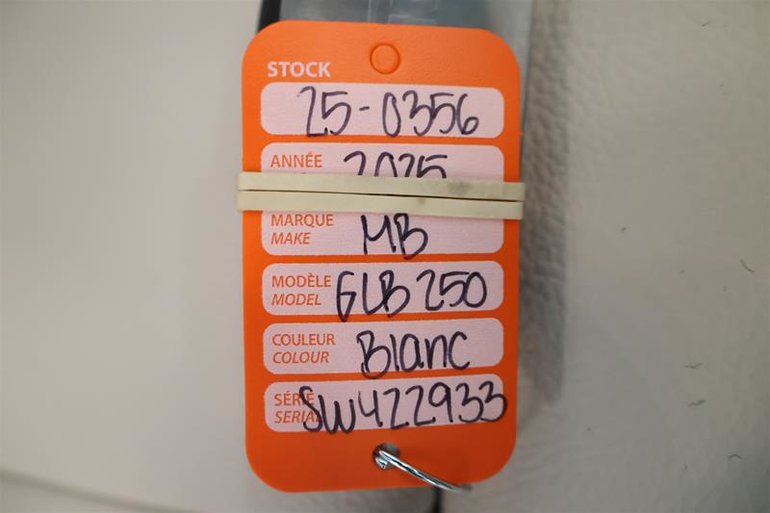 STOCK
25-0356
ANNÉE 2025
MARQUE
MAKE MB
MODÈLE
MODEL GLB 250
COULEUR
COLOUR Blanc
SÉRIE
SERIAL SW422933